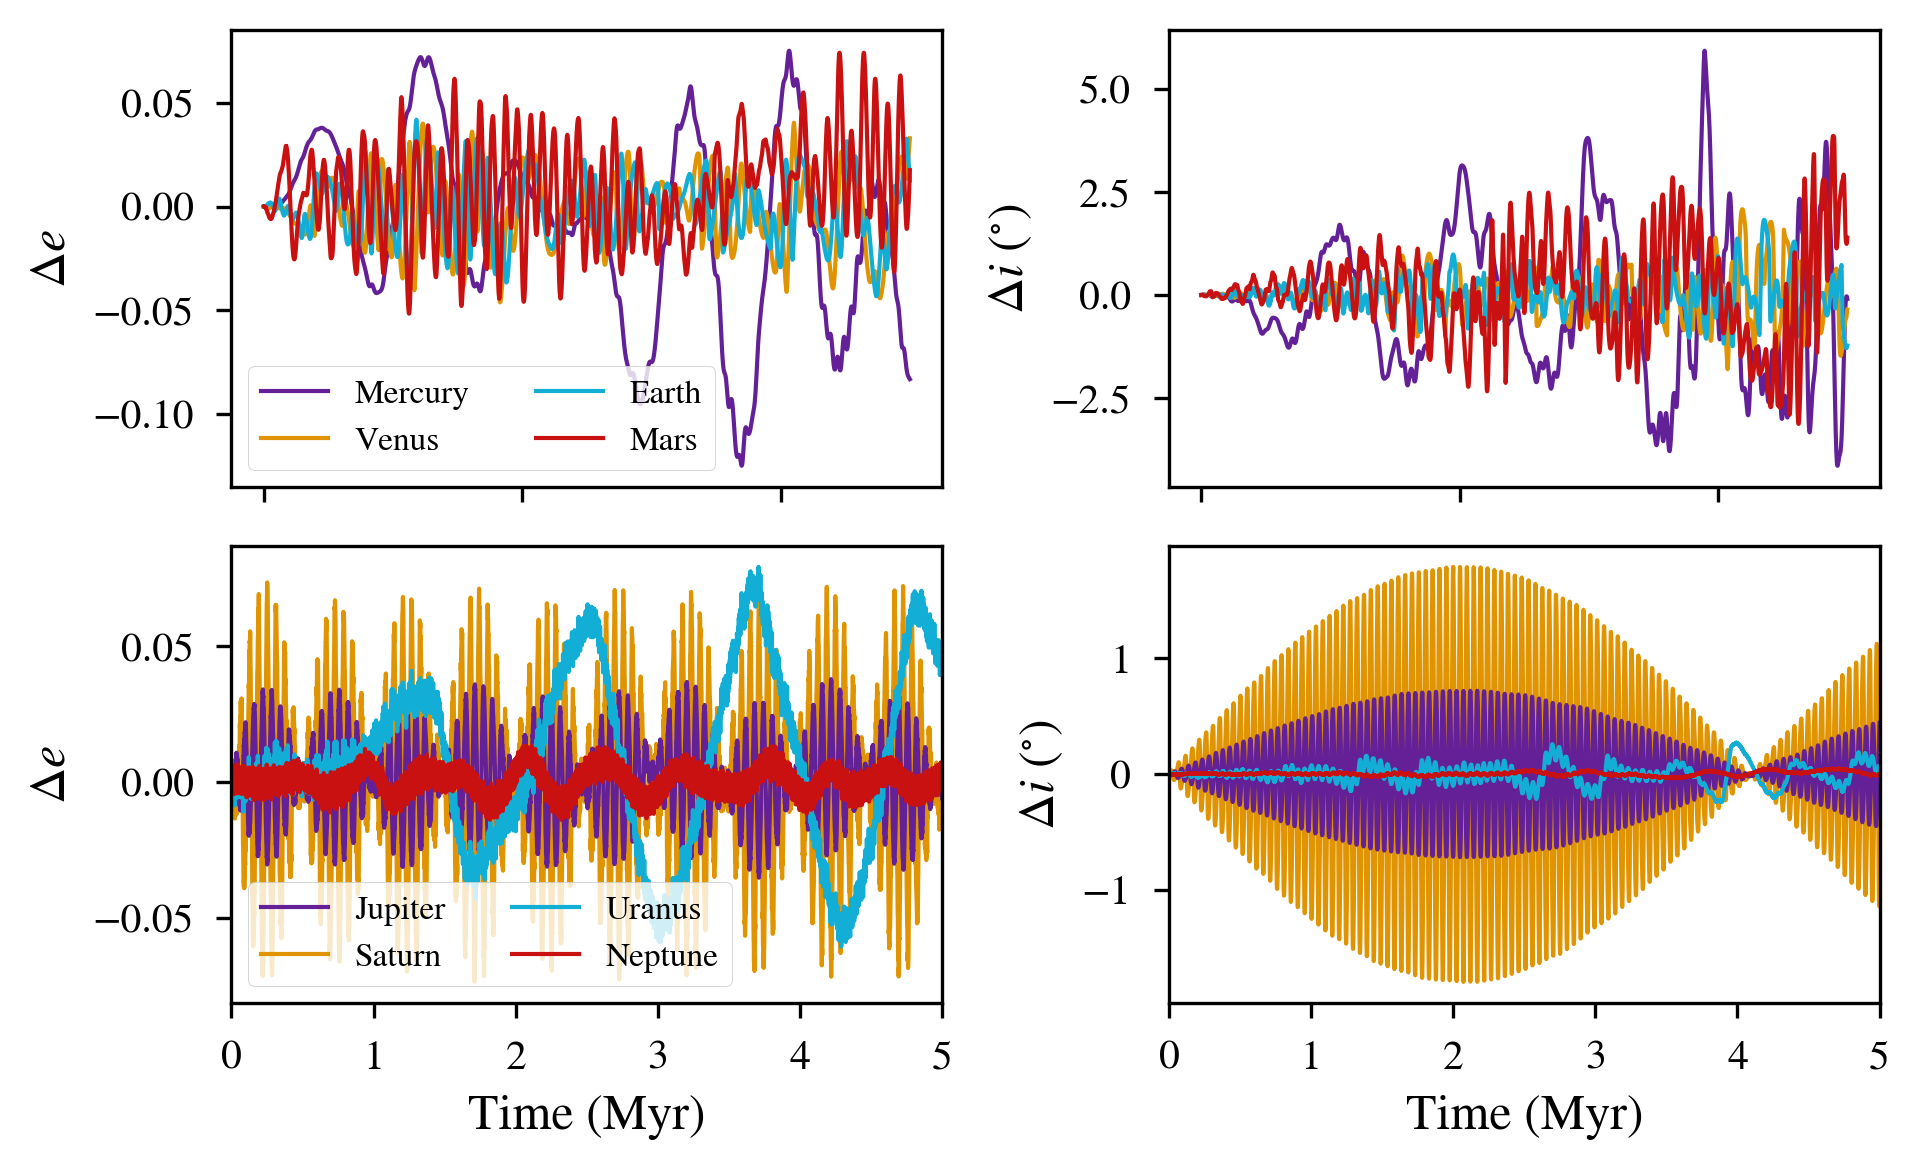 0.05
0.00
−0.05
−0.10
Δe
Mercury
Earth
Venus
Mars
5.0
2.5
0.0
−2.5
Δi (°)
0.05
0.00
−0.05
Δe
Jupiter
Uranus
Saturn
Neptune
0 1 2 3 4 5
Time (Myr)
1
0
−1
Δi (°)
0 1 2 3 4 5
Time (Myr)